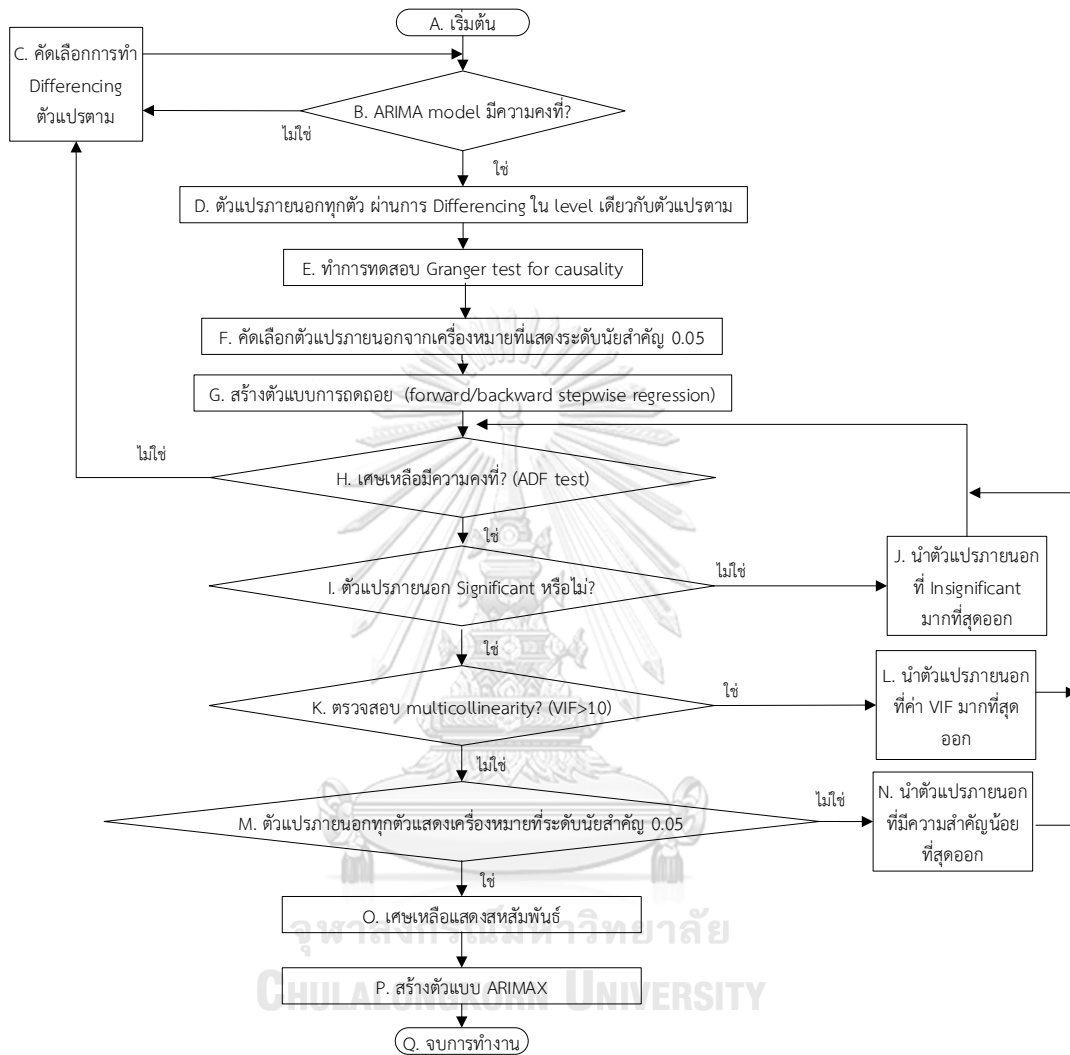 A. เริ่มต้น
C. คัดเลือกการทำ
Differencing
ตัวแปรตาม
B. ARIMA model มีความคงที่?
ไม่ใช่
ใช่
D. ตัวแปรภายนอกทุกตัว ผ่านการ Differencing ใน level เดียวกับตัวแปรตาม
E. ทำการทดสอบ Granger test for causality
F. คัดเลือกตัวแปรภายนอกจากเครื่องหมายที่แสดงระดับนัยสำคัญ 0.05
G. สร้างตัวแบบการถดถอย (forward/backward stepwise regression)
ไม่ใช่
H. เศษเหลือมีความคงที่? (ADF test)
ใช่
I. ตัวแปรภายนอก Significant หรือไม่?
ไม่ใช่
J. นำตัวแปรภายนอก
ที่ Insignificant
มากที่สุดออก
ใช่
K. ตรวจสอบ multicollinearity? (VIF>10)
ใช่
L. นำตัวแปรภายนอก
ที่ค่า VIF มากที่สุด
ออก
ไม่ใช่
M. ตัวแปรภายนอกทุกตัวแสดงเครื่องหมายที่ระดับนัยสำคัญ 0.05
ไม่ใช่
N. นำตัวแปรภายนอก
ที่มีความสำคัญน้อย
ที่สุดออก
ใช่
O. เศษเหลือแสดงสหสัมพันธ์
จุฬาลงกรณ์มหาวิทยาลัย
P. สร้างตัวแบบ ARIMAX
CHULALONGKORN UNIVERSITY
Q. จบการทำงาน